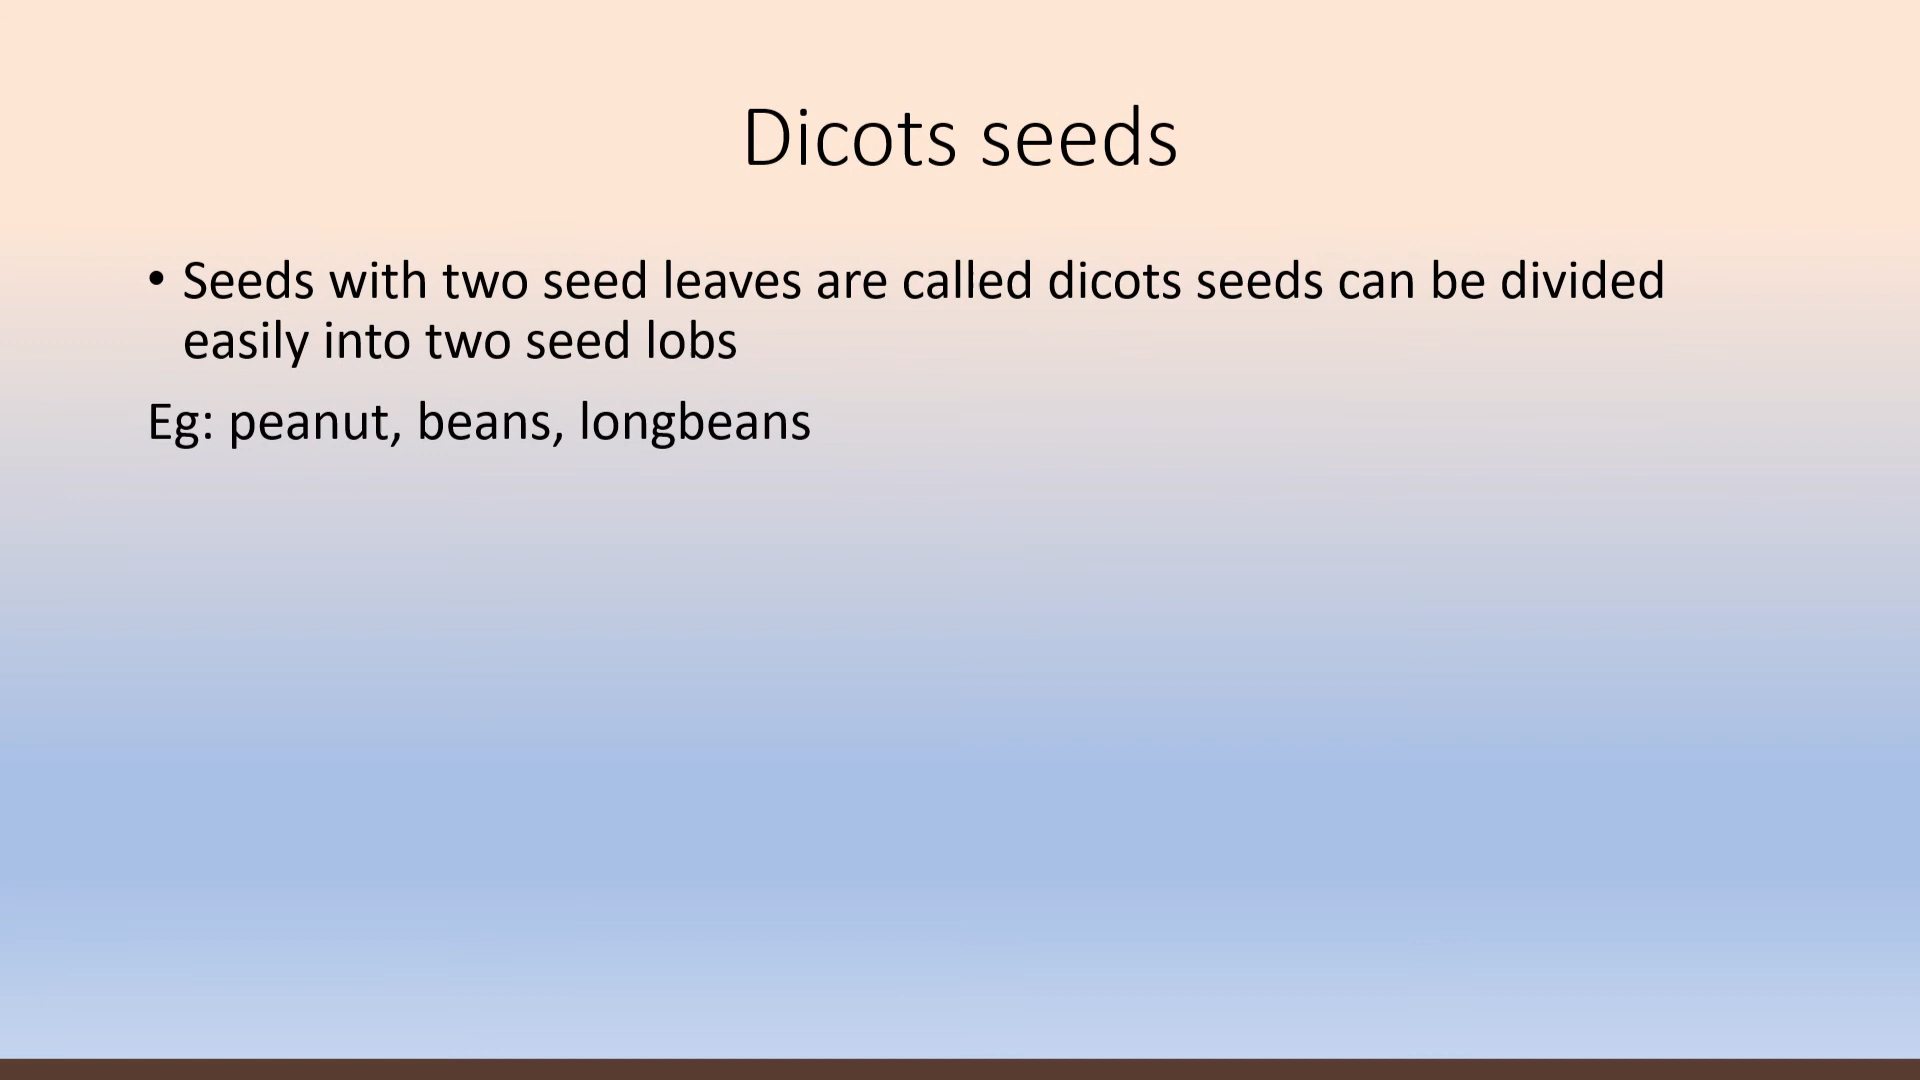 Dicots seeds
• Seeds with two seed leaves are called dicots seeds can be divided
easily into two seed lobs
Eg: peanut, beans, longbeans